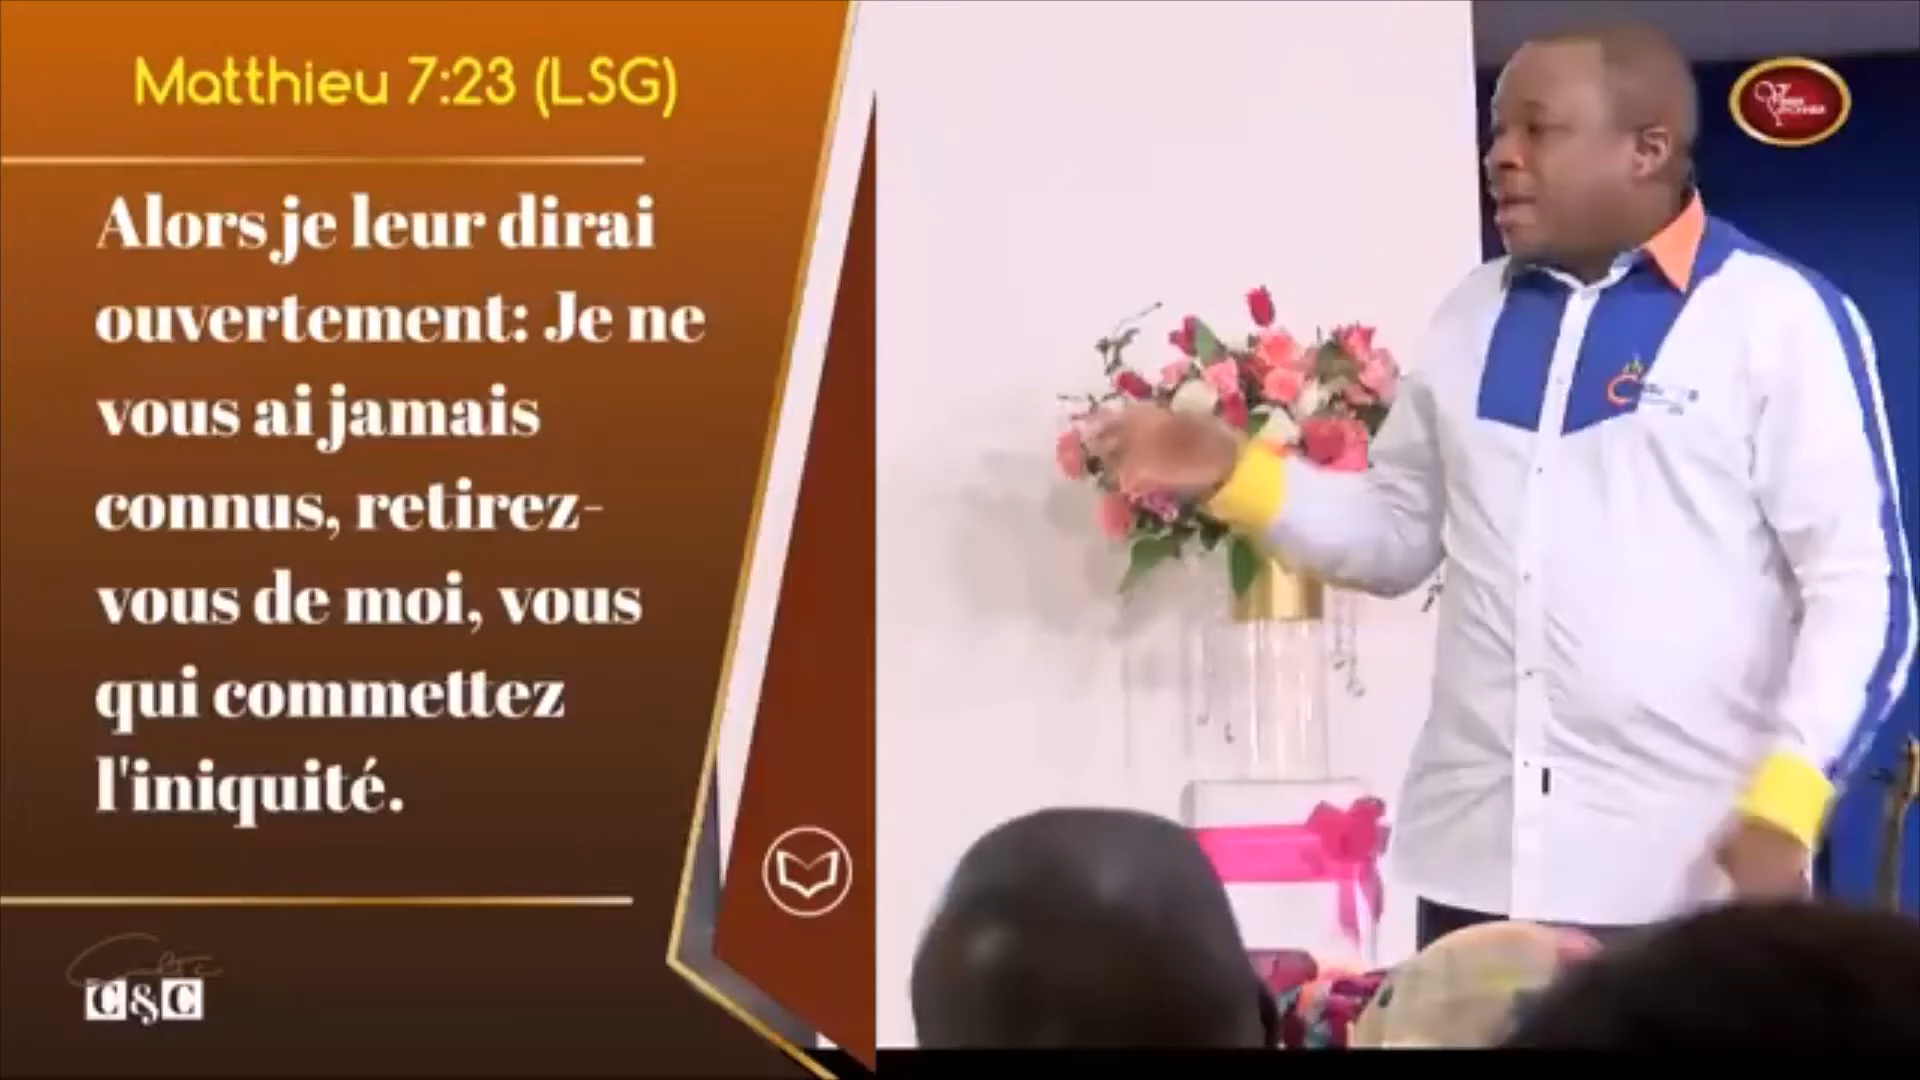 Matthieu 7:23 (LSG)
Alors je leur dirai
ouvertement: Je ne
vous ai jamais
connus, retirez-
vous de moi, vous
qui commettez
l'iniquité.
C&C